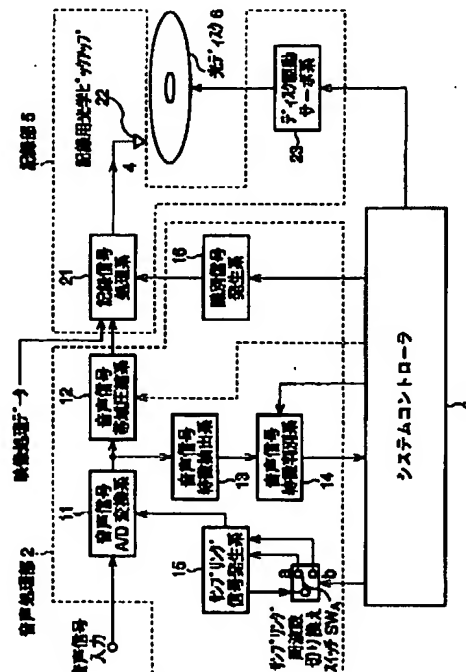 音声処理部 2
映像処理データ
記録部 5
音声信号
入力
11
音声信号
A/D 変換系
12
音声信号
帯域圧縮系
21
記録信号
処理系
4
記録用光学ピックアップ
22
光ディスク 6
13
音声信号
特徴抽出系
14
音声信号
特徴判別系
15
サンプリング
信号発生系
16
識別信号
発生系
23
ディスク駆動
サーボ系
サンプリング
周波数
切り換え
スイッチ SWA
a
b
システムコントローラ